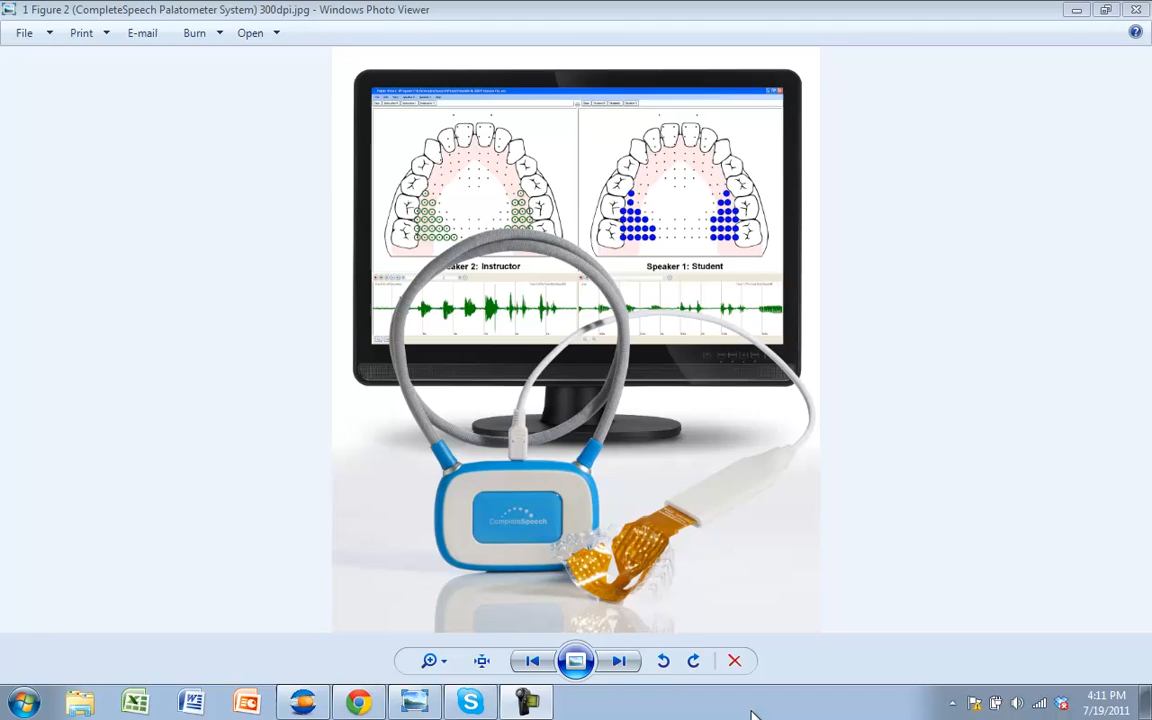 1 Figure 2 (CompleteSpeech Palatometer System) 300dpi.jpg - Windows Photo Viewer
File Print E-mail Burn Open
aker 2: Instructor
Speaker 1: Student
CompleteSpeech
4:11 PM
7/19/2011